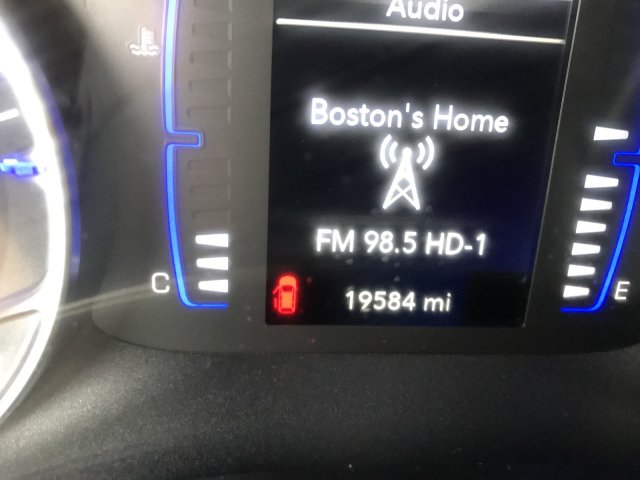 Audio
Boston's Home
FM 98.5 HD-1
19584 mi
C
E